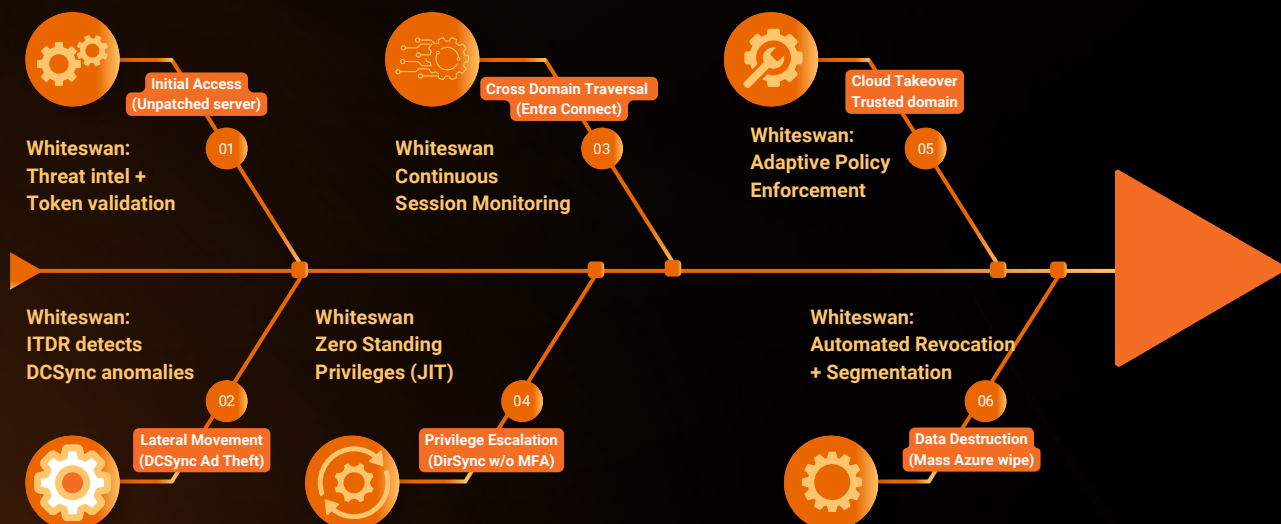 Initial Access
(Unpatched server)
01
Whiteswan:
Threat intel +
Token validation
Cross Domain Traversal
(Entra Connect)
03
Whiteswan
Continuous
Session Monitoring
Cloud Takeover
Trusted domain
05
Whiteswan:
Adaptive Policy
Enforcement
Whiteswan:
ITDR detects
DCSync anomalies
02
Lateral Movement
(DCSync Ad Theft)
Whiteswan
Zero Standing
Privileges (JIT)
04
Privilege Escalation
(DirSync w/o MFA)
Whiteswan:
Automated Revocation
+ Segmentation
06
Data Destruction
(Mass Azure wipe)